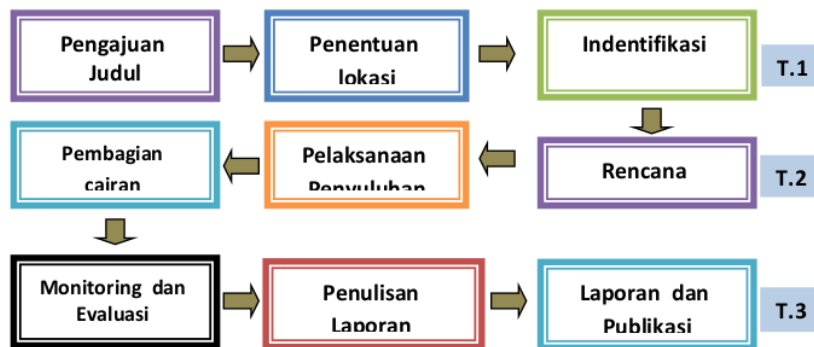 Pengajuan
Judul
Penentuan
lokasi
Indentifikasi
T.1
Pembagian
cairan
Pelaksanaan
Penyuluhan
Rencana
T.2
Monitoring dan
Evaluasi
Penulisan
Laporan
Laporan dan
Publikasi
T.3